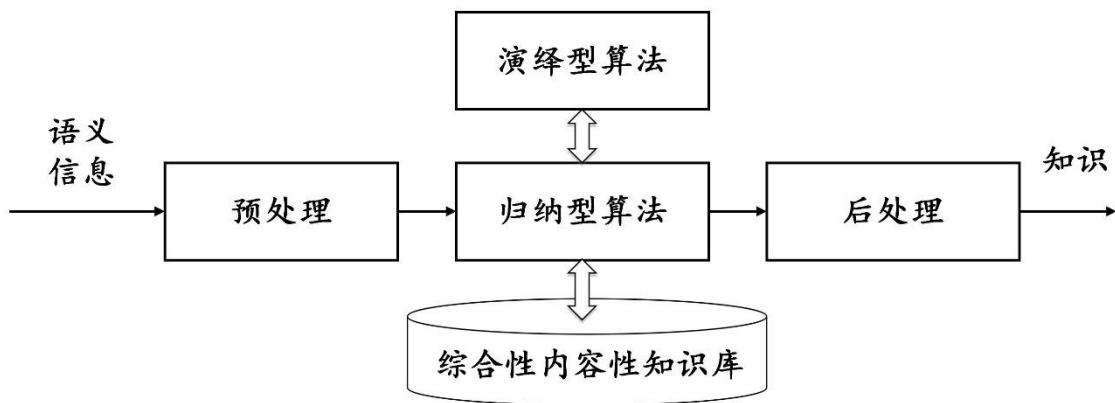 演绎型算法
语义
信息
知识
预处理
归纳型算法
后处理
综合性内容性知识库